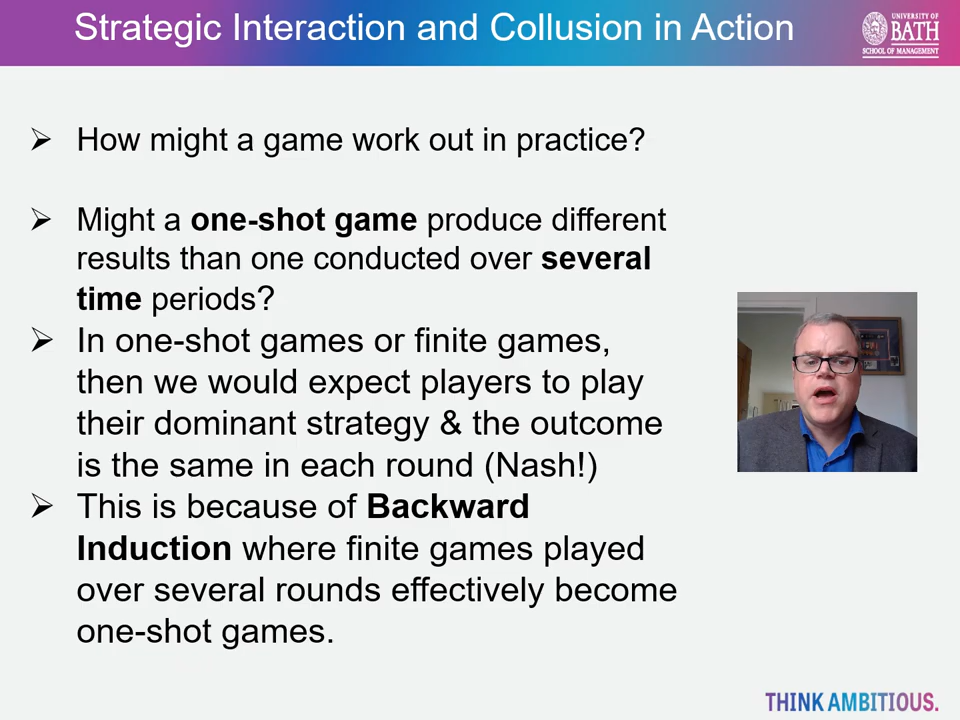 Strategic Interaction and Collusion in Action
UNIVERSITY OF
BATH
SCHOOL OF MANAGEMENT
➢ How might a game work out in practice?
➢ Might a one-shot game produce different
results than one conducted over several
time periods?
➢ In one-shot games or finite games,
then we would expect players to play
their dominant strategy & the outcome
is the same in each round (Nash!)
➢ This is because of Backward
Induction where finite games played
over several rounds effectively become
one-shot games.
THINK AMBITIOUS.